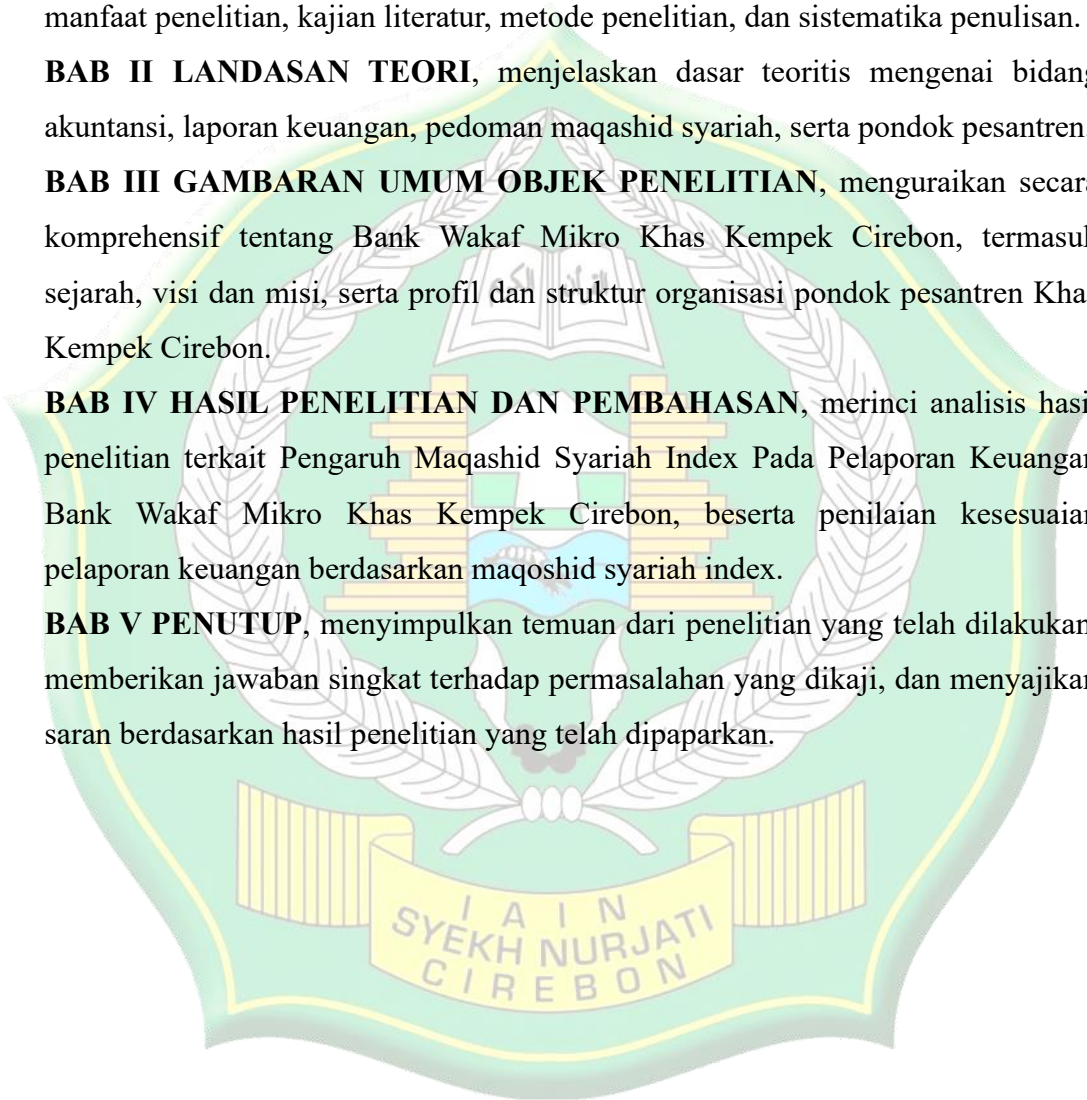 manfaat penelitian, kajian literatur, metode penelitian, dan sistematika penulisan.
BAB II LANDASAN TEORI, menjelaskan dasar teoritis mengenai bidang
akuntansi, laporan keuangan, pedoman maqashid syariah, serta pondok pesantren.
BAB III GAMBARAN UMUM OBJEK PENELITIAN, menguraikan secara
komprehensif tentang Bank Wakaf Mikro Khas Kempek Cirebon, termasuk
sejarah, visi dan misi, serta profil dan struktur organisasi pondok pesantren Kha
Kempek Cirebon.
BAB IV HASIL PENELITIAN DAN PEMBAHASAN, merinci analisis hasi
penelitian terkait Pengaruh Maqashid Syariah Index Pada Pelaporan Keuangan
Bank Wakaf Mikro Khas Kempek Cirebon, beserta penilaian kesesuaian
pelaporan keuangan berdasarkan maqoshid syariah index.
BAB V PENUTUP, menyimpulkan temuan dari penelitian yang telah dilakukan
memberikan jawaban singkat terhadap permasalahan yang dikaji, dan menyajikan
saran berdasarkan hasil penelitian yang telah dipaparkan.
IAIN
SYEKH NURJATI
CIREBON